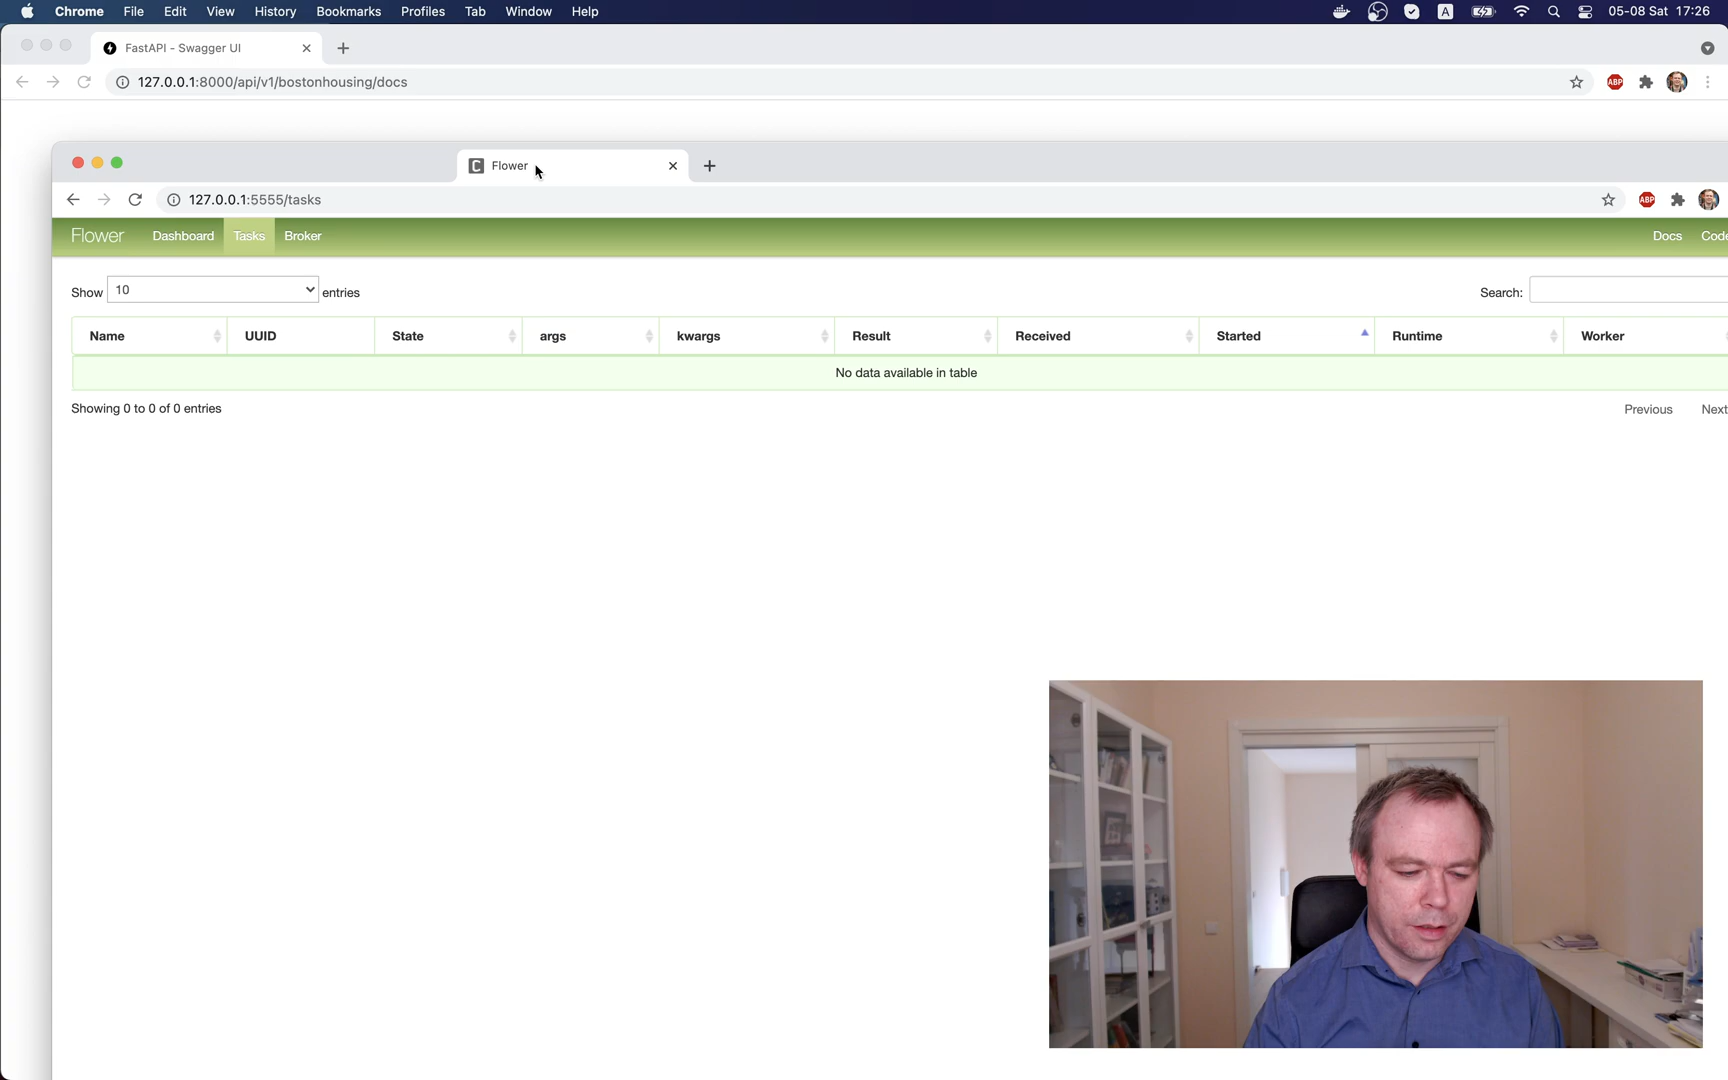 Chrome File Edit View History Bookmarks Profiles Tab Window Help A 05-08 Sat 17:26
FastAPI - Swagger UI
127.0.0.1:8000/api/v1/bostonhousing/docs ABP
Flower
127.0.0.1:5555/tasks ABP
Flower Dashboard Tasks Broker Docs Code
Show 10 entries Search:
Name UUID State args kwargs Result Received Started Runtime Worker
No data available in table
Showing 0 to 0 of 0 entries Previous Next